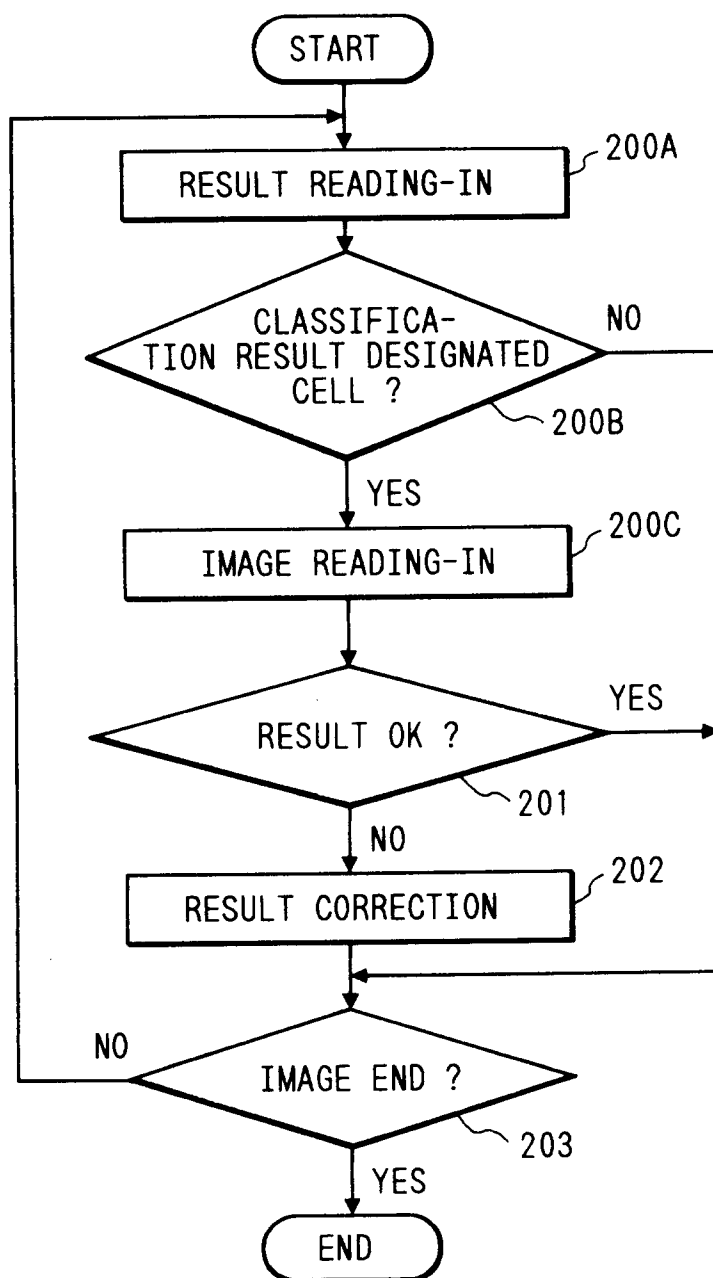 START
RESULT READING-IN
200A
CLASSIFICA-
TION RESULT DESIGNATED
CELL ?
NO
200B
YES
IMAGE READING-IN
200C
RESULT OK ?
YES
201
NO
RESULT CORRECTION
202
IMAGE END ?
NO
203
YES
END